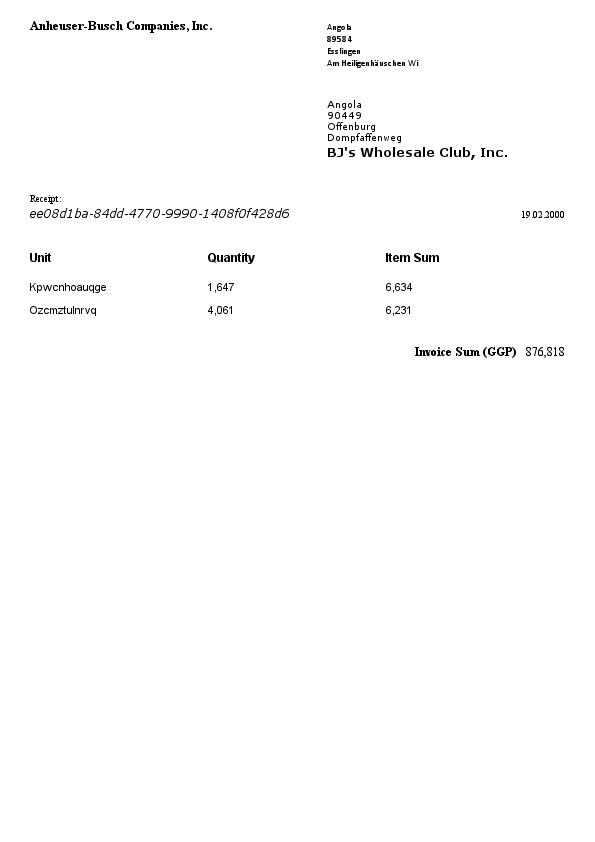 Anheuser-Busch Companies, Inc.
Angola
89584
Esslingen
Am Heiligenhäuschen Wi
Angola
90449
Offenburg
Dompfaffenweg
BJ's Wholesale Club, Inc.
Receipt:
ee08d1ba-84dd-4770-9990-1408f0f428d6 19.02.2000
Unit Quantity Item Sum
Kpwcnhoauqge 1,647 6,634
Ozcmztulnrvq 4,061 6,231
Invoice Sum (GGP) 876,818